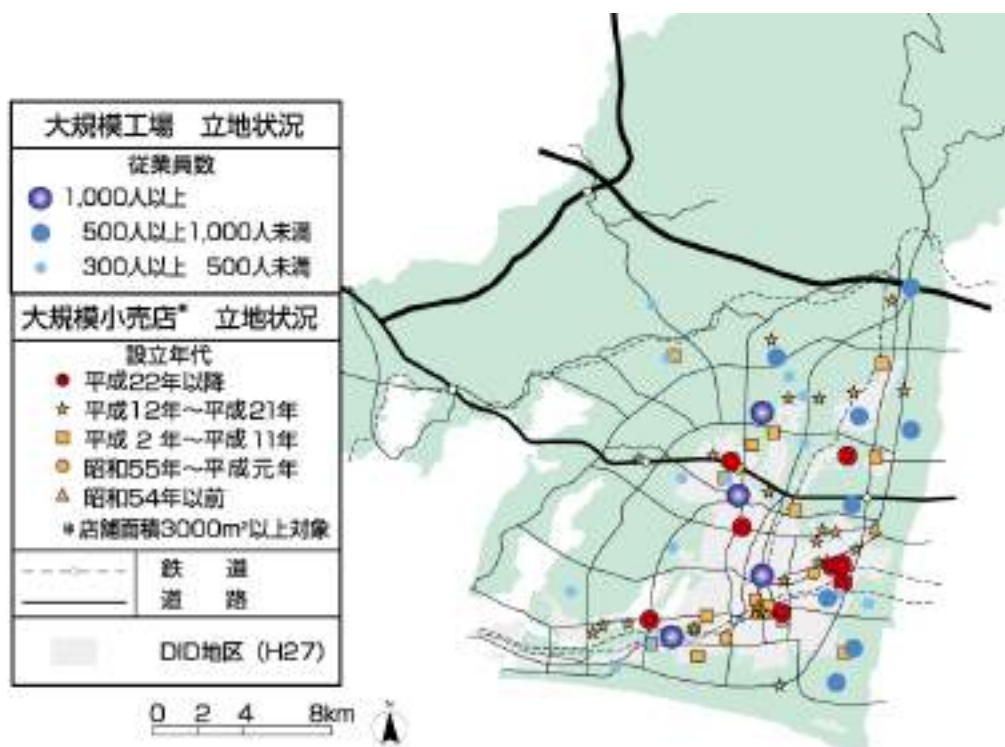 大規模工場 立地状況
従業員数
1,000人以上
500人以上1,000人未満
300人以上 500人未満
大規模小売店* 立地状況
設立年代
平成22年以降
平成12年～平成21年
平成 2 年～平成11年
昭和55年～平成元年
昭和54年以前
*店舗面積3000m²以上対象
鉄 道
道 路
DID地区(H27)
0 2 4 8km